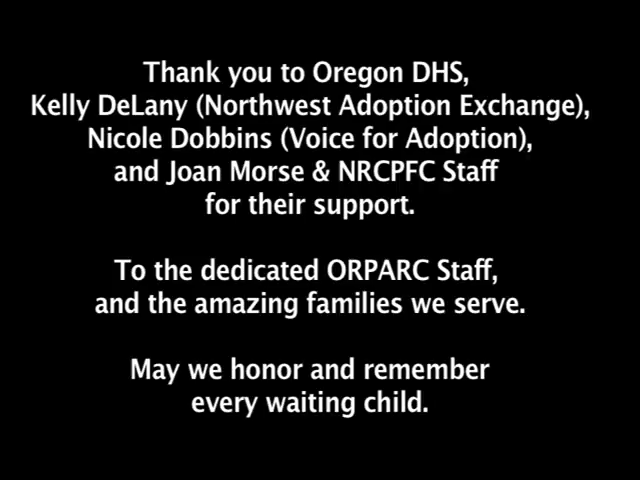 Thank you to Oregon DHS,
Kelly DeLany (Northwest Adoption Exchange),
Nicole Dobbins (Voice for Adoption),
and Joan Morse & NRCPFC Staff
for their support.
To the dedicated ORPARC Staff,
and the amazing families we serve.
May we honor and remember
every waiting child.